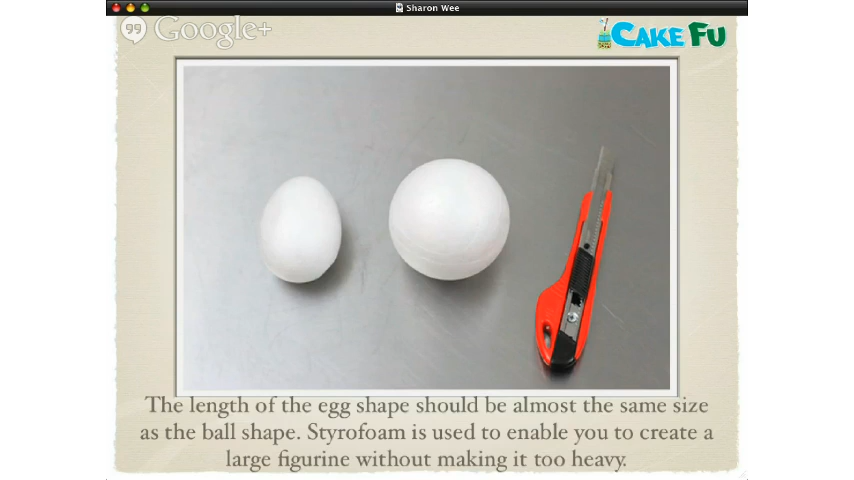 Sharon Wee
Google+
CAKE FU
The length of the egg shape should be almost the same size
as the ball shape. Styrofoam is used to enable you to create a
large figurine without making it too heavy.